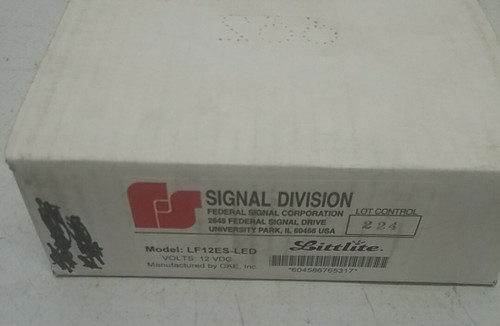 SIGNAL DIVISION
FEDERAL SIGNAL CORPORATION
2645 FEDERAL SIGNAL DRIVE
UNIVERSITY PARK, IL 60466 USA
LOT CONTROL
224
Model: LF12ES-LED
VOLTS: 12 VDC
Manufactured by CAE, Inc
Littlite